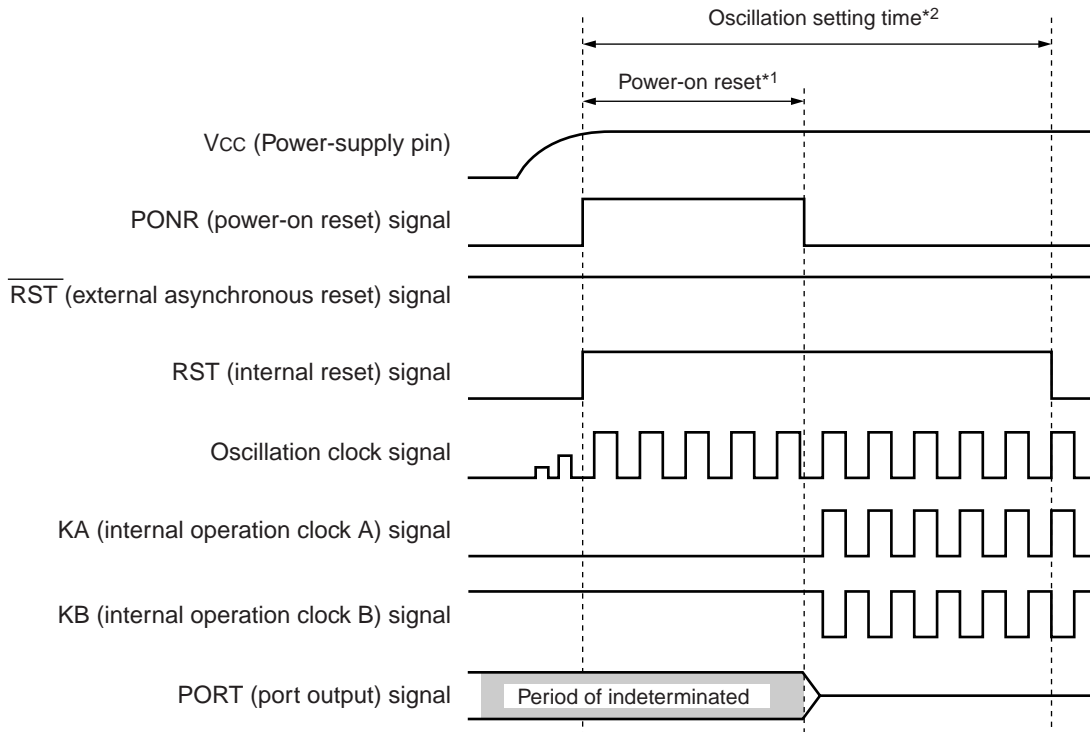 Oscillation setting time*2
Power-on reset*1
VCC (Power-supply pin)
PONR (power-on reset) signal
RST (external asynchronous reset) signal
RST (internal reset) signal
Oscillation clock signal
KA (internal operation clock A) signal
KB (internal operation clock B) signal
PORT (port output) signal
Period of indeterminated